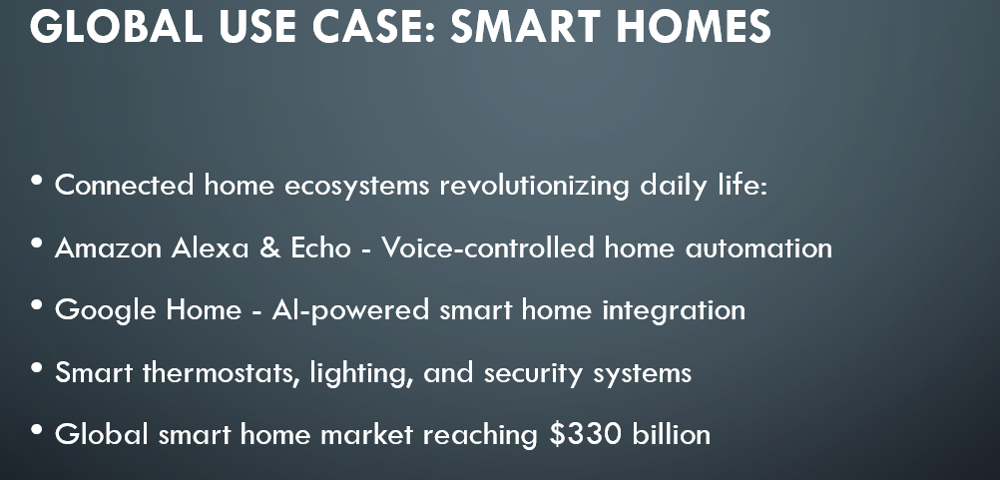 GLOBAL USE CASE: SMART HOMES
• Connected home ecosystems revolutionizing daily life:
• Amazon Alexa & Echo - Voice-controlled home automation
• Google Home - AI-powered smart home integration
• Smart thermostats, lighting, and security systems
• Global smart home market reaching $330 billion